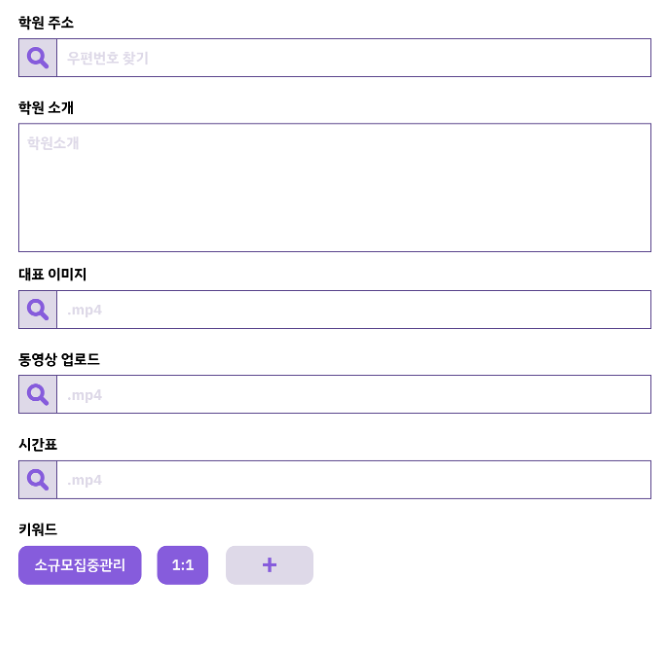 학원 주소
우편번호 찾기
학원 소개
학원소개
대표 이미지
.mp4
동영상 업로드
.mp4
시간표
.mp4
키워드
소규모집중관리 1:1 +